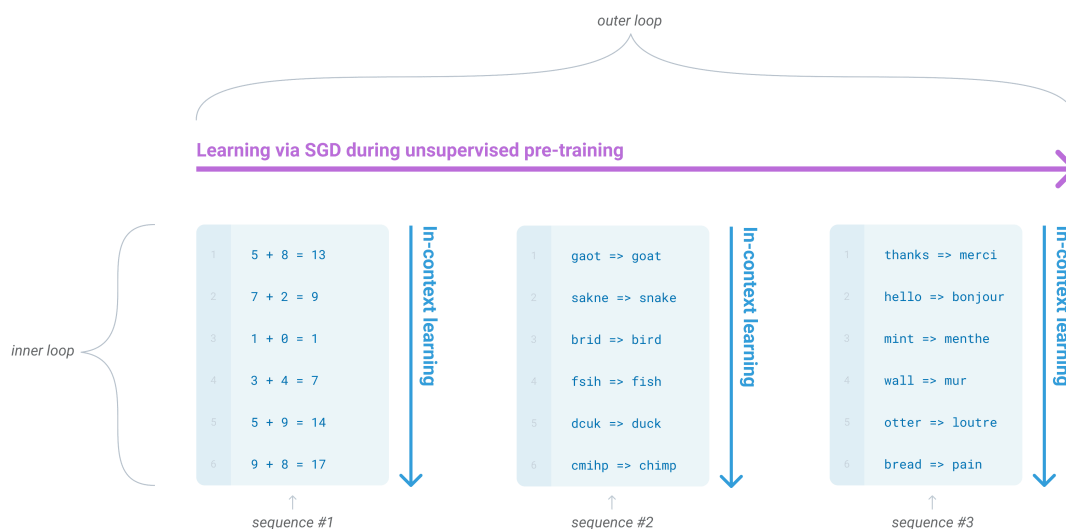 outer loop
Learning via SGD during unsupervised pre-training
inner loop
1 5 + 8 = 13
2 7 + 2 = 9
3 1 + 0 = 1
4 3 + 4 = 7
5 5 + 9 = 14
6 9 + 8 = 17
In-context learning
sequence #1
1 gaot => goat
2 sakne => snake
3 brid => bird
4 fsih => fish
5 dcuk => duck
6 cmihp => chimp
In-context learning
sequence #2
1 thanks => merci
2 hello => bonjour
3 mint => menthe
4 wall => mur
5 otter => loutre
6 bread => pain
In-context learning
sequence #3